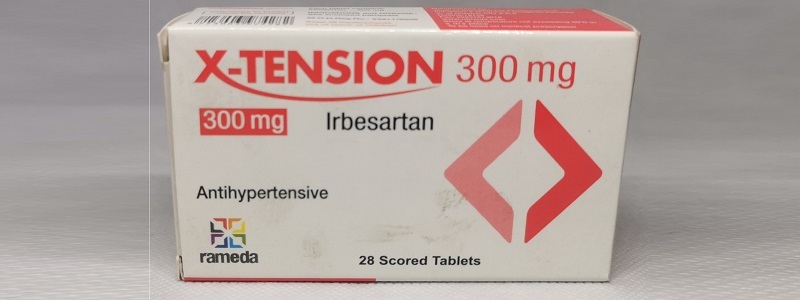 X-TENSION 300 mg
300 mg Irbesartan
Antihypertensive
rameda
28 Scored Tablets